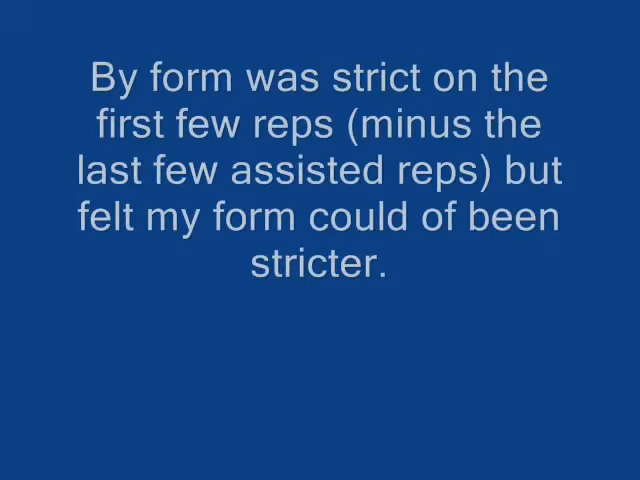 By form was strict on the
first few reps (minus the
last few assisted reps) but
felt my form could of been
stricter.